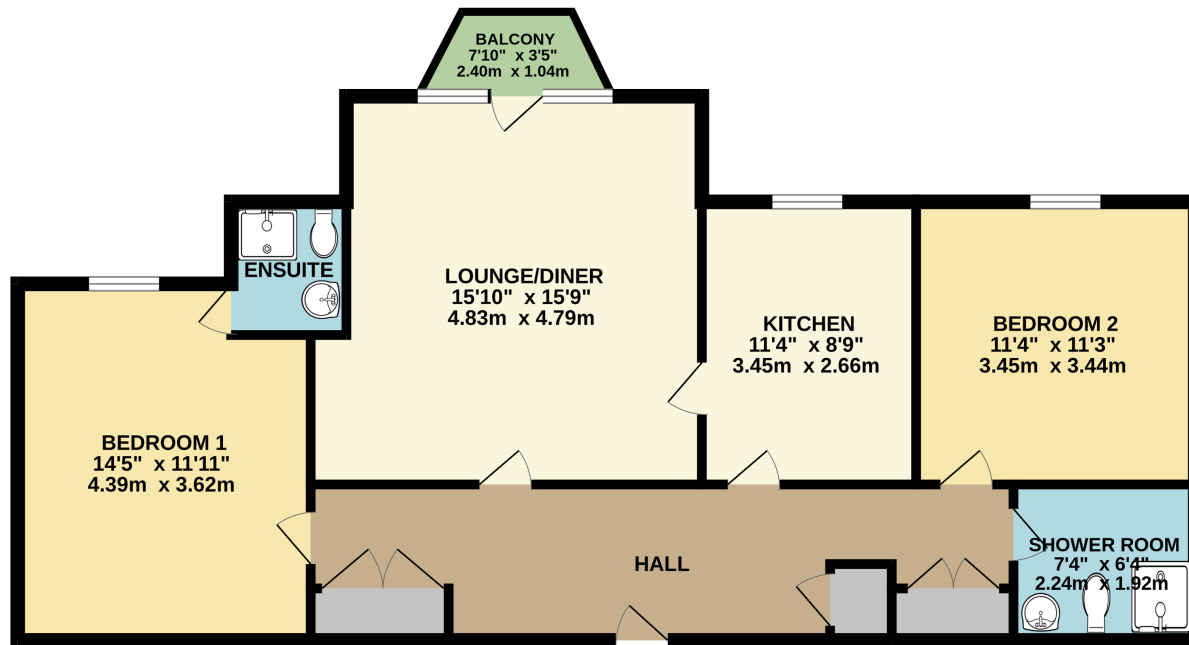 BALCONY
7'10" x 3'5"
2.40m x 1.04m
ENSUITE
LOUNGE/DINER
15'10" x 15'9"
4.83m x 4.79m
KITCHEN
11'4" x 8'9"
3.45m x 2.66m
BEDROOM 2
11'4" x 11'3"
3.45m x 3.44m
BEDROOM 1
14'5" x 11'11"
4.39m x 3.62m
HALL
SHOWER ROOM
7'4" x 6'4"
2.24m x 1.92m